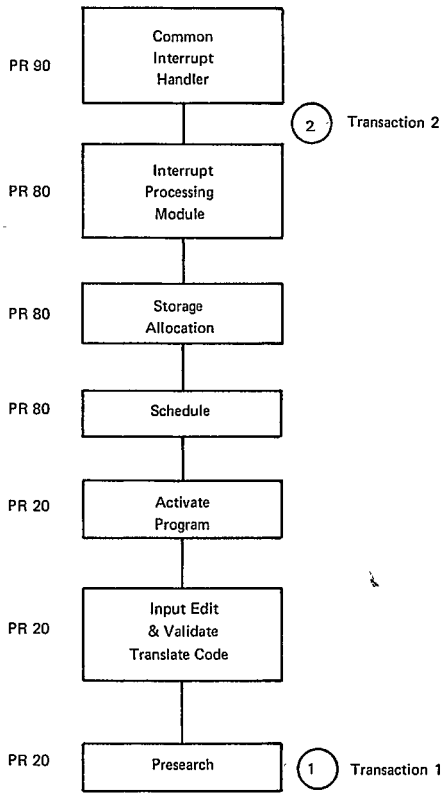 Common
PR 90
Interrupt
Handler
2
Transaction 2
Interrupt
PR 80
Processing
Module
PR 80
Storage
Allocation
PR 80
Schedule
PR 20
Activate
Program
Input Edit
PR 20
& Validate
Translate Code
PR 20
Presearch
1
Transaction 1